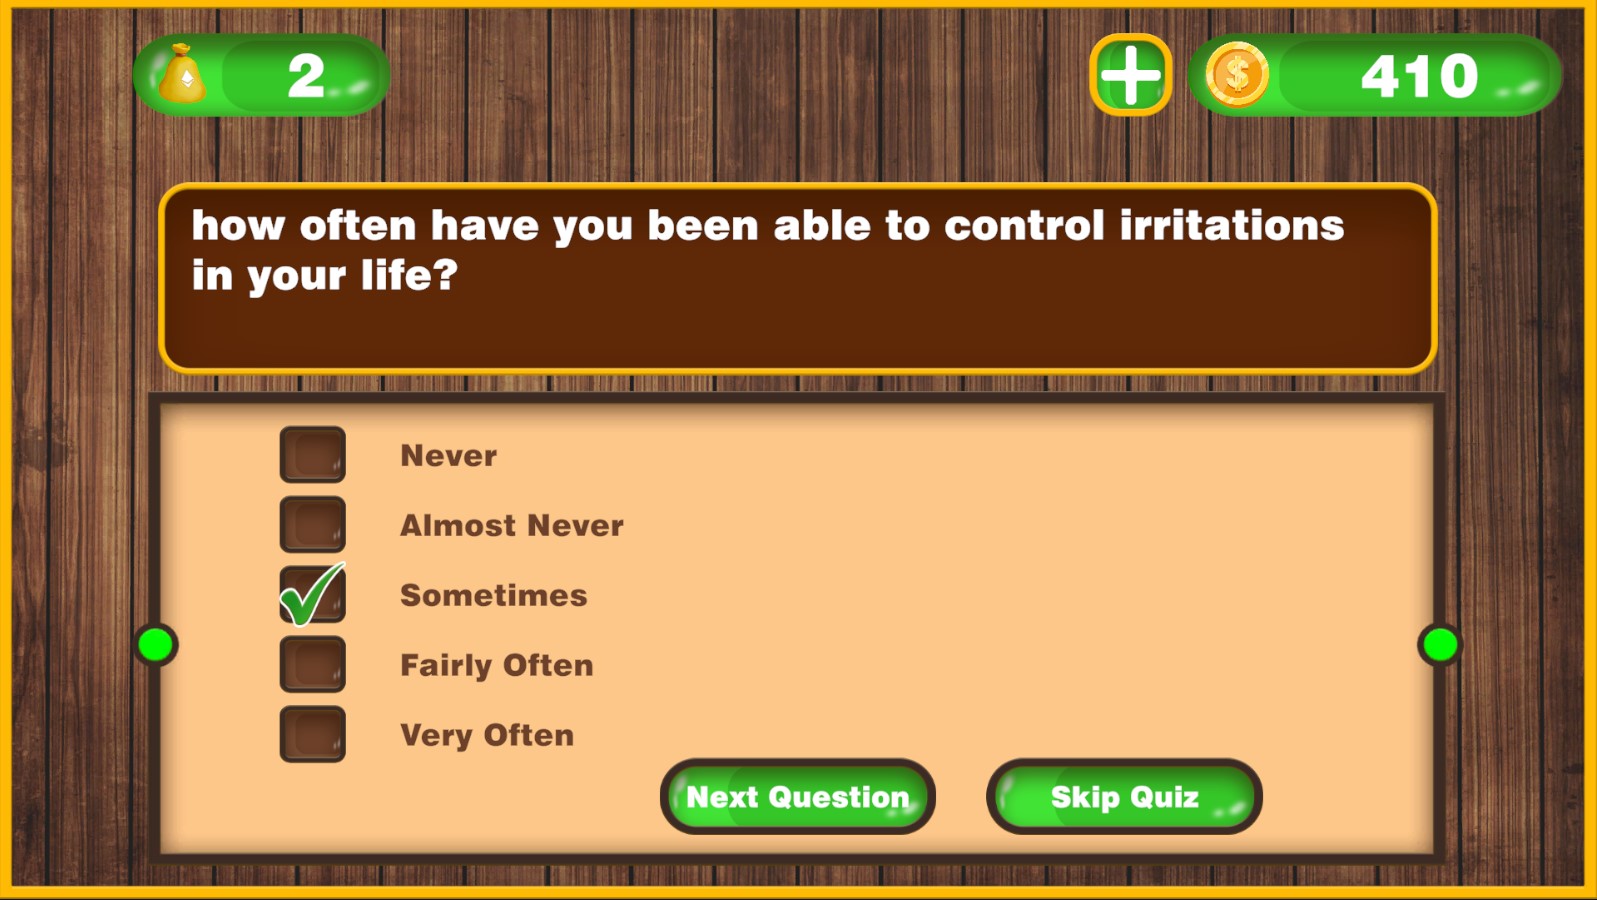 2
410
how often have you been able to control irritations
in your life?
Never
Almost Never
Sometimes
Fairly Often
Very Often
Next Question
Skip Quiz